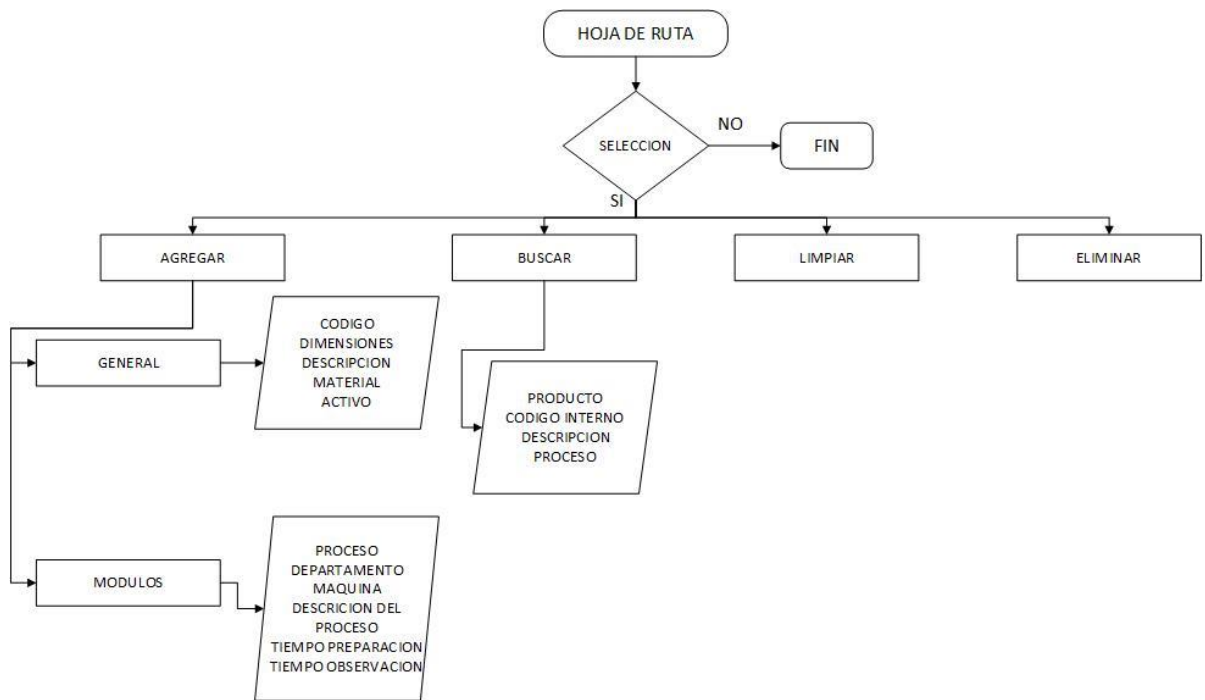 HOJA DE RUTA
SELECCION
NO
FIN
SI
AGREGAR
BUSCAR
LIMPIAR
ELIMINAR
GENERAL
CODIGO
DIMENSIONES
DESCRIPCION
MATERIAL
ACTIVO
PRODUCTO
CODIGO INTERNO
DESCRIPCION
PROCESO
MODULOS
PROCESO
DEPARTAMENTO
MAQUINA
DESCRICION DEL
PROCESO
TIEMPO PREPARACION
TIEMPO OBSERVACION